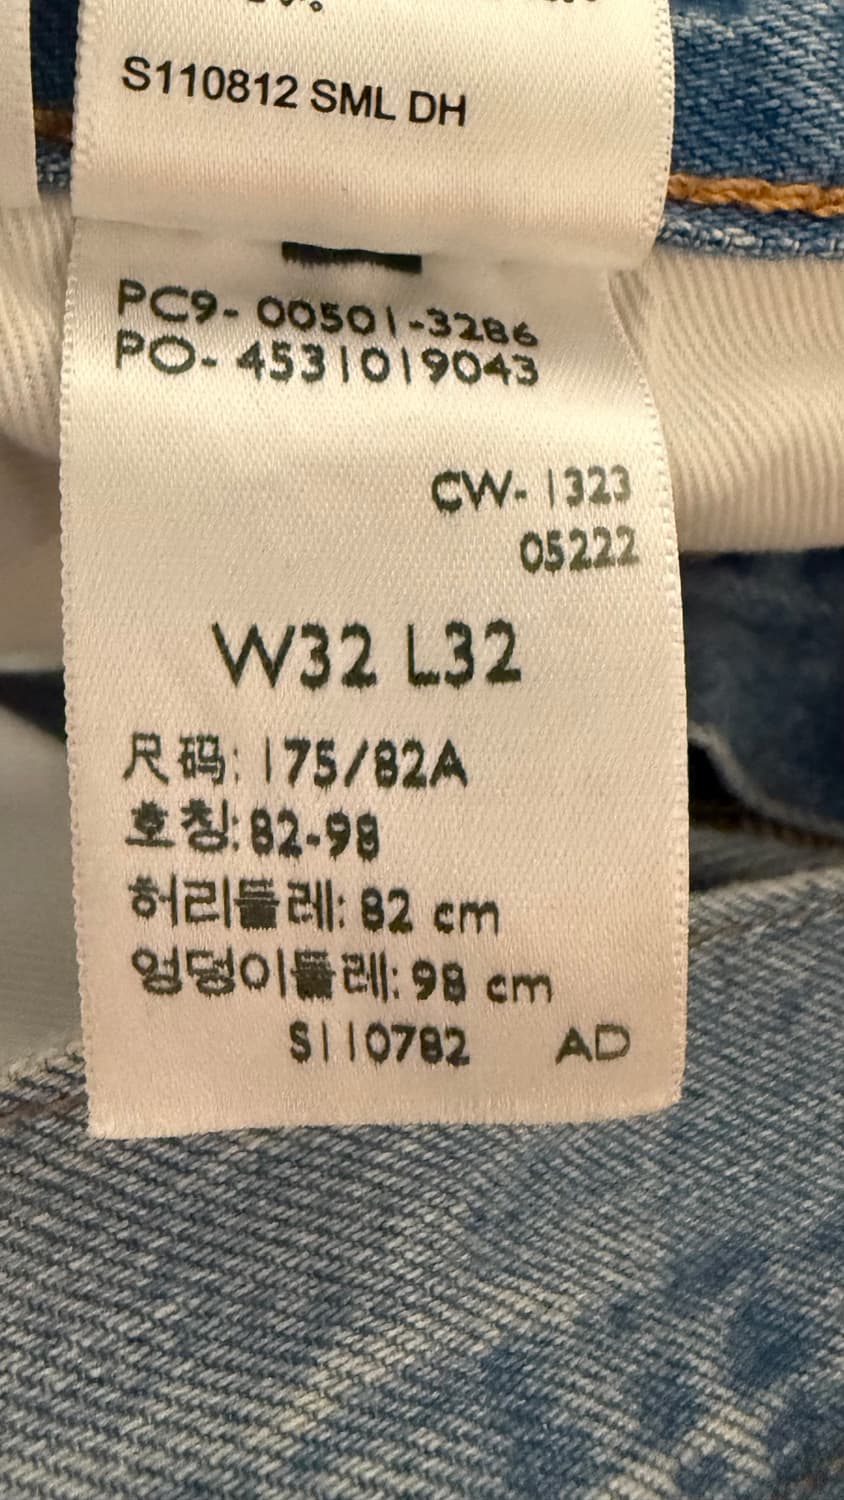 S110812 SML DH
PC9- 00501-3286
PO- 4531019043
CW- 1323
05222
W32 L32
尺码: 175/82A
호칭: 82-98
허리둘레: 82 cm
엉덩이둘레: 98 cm
S110782 AD